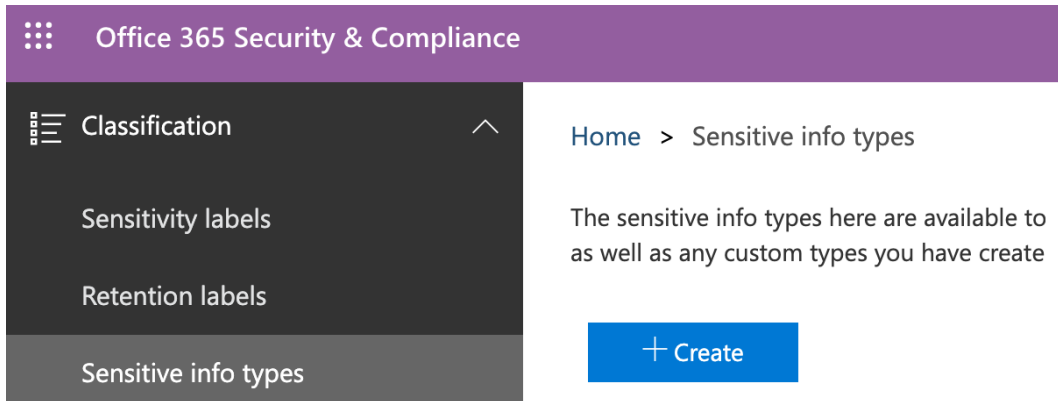 Office 365 Security & Compliance
Classification
Sensitivity labels
Retention labels
Sensitive info types
Home > Sensitive info types
The sensitive info types here are available to
as well as any custom types you have create
+ Create